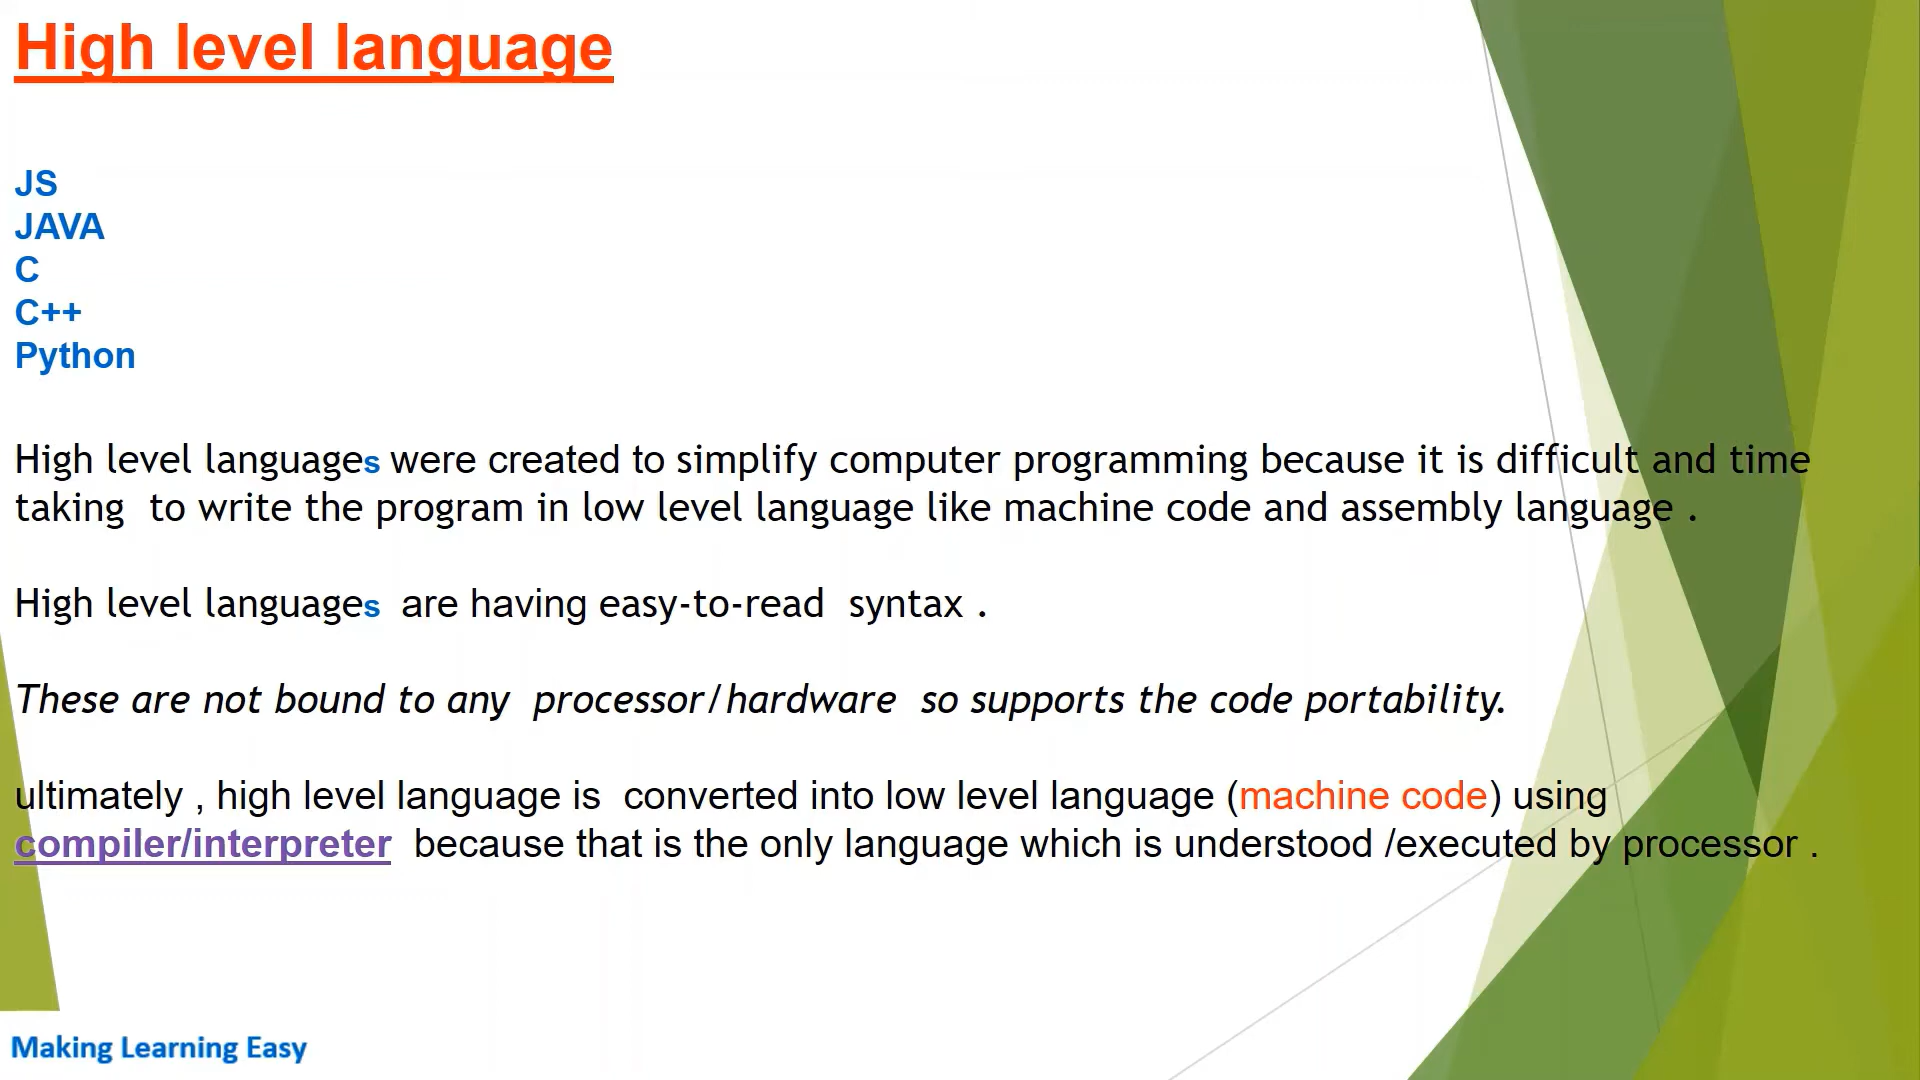 High level language
JS
JAVA
C
C++
Python
High level languages were created to simplify computer programming because it is difficult and time
taking to write the program in low level language like machine code and assembly language .
High level languages are having easy-to-read syntax .
These are not bound to any processor/hardware so supports the code portability.
ultimately , high level language is converted into low level language (machine code) using
compiler/interpreter because that is the only language which is understood /executed by processor .
Making Learning Easy